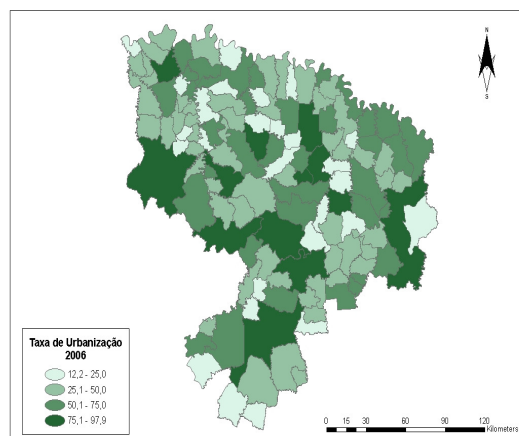 N
S
Taxa de Urbanização
2006
12,2 - 25,0
25,1 - 50,0
50,1 - 75,0
75,1 - 97,9
0 15 30 60 90 120
Kilometers